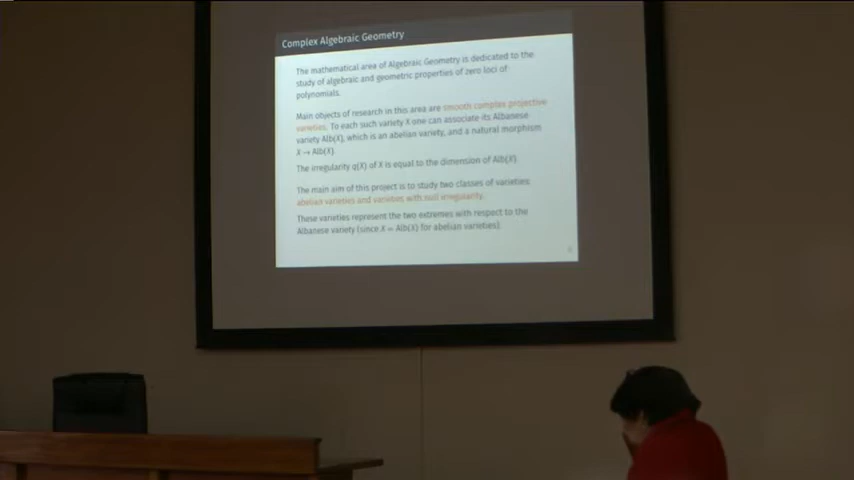 Complex Algebraic Geometry
The mathematical area of Algebraic Geometry is dedicated to the
study of algebraic and geometric properties of zero loci of
polynomials.
Main objects of research in this area are smooth complex projective
varieties. To each such variety X one can associate its Albanese
variety Alb(X), which is an abelian variety, and a natural morphism
X → Alb(X)
The irregularity q(X) of X is equal to the dimension of Alb(X)
The main aim of this project is to study two classes of varieties:
abelian varieties and varieties with null irregularity.
These varieties represent the two extremes with respect to the
Albanese variety (since X = Alb(X) for abelian varieties)